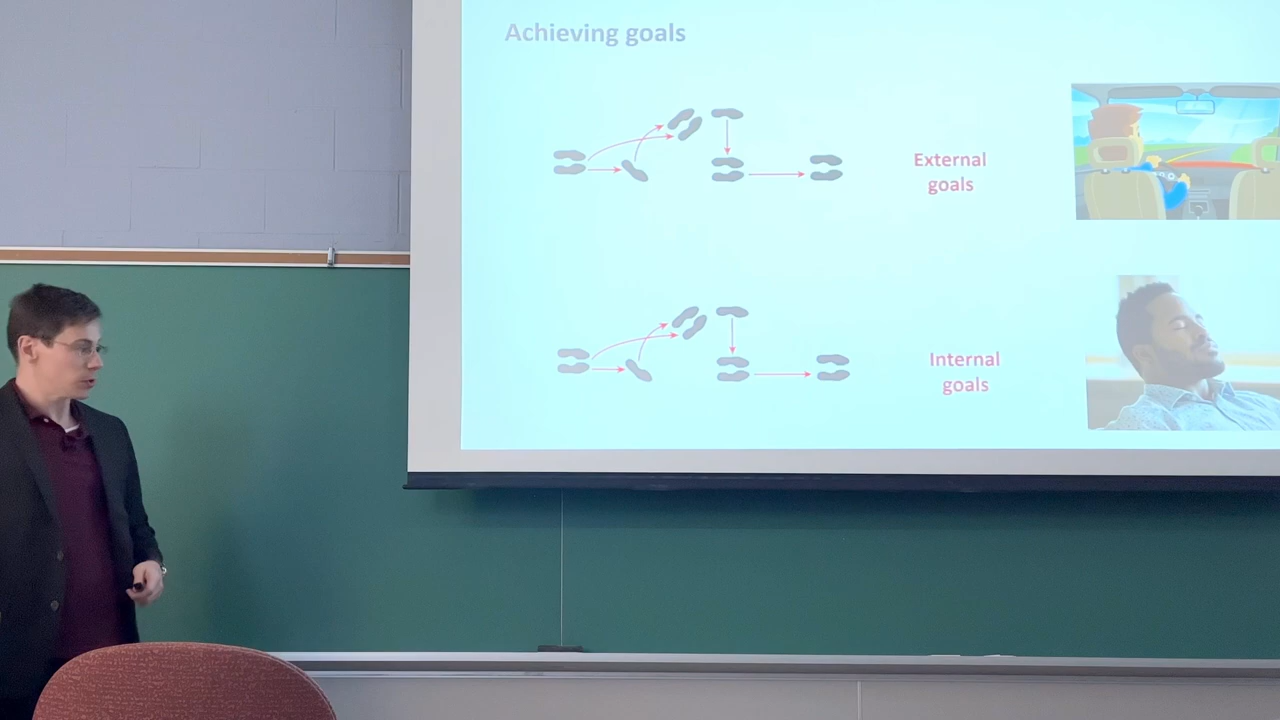 Achieving goals
External
goals
Internal
goals